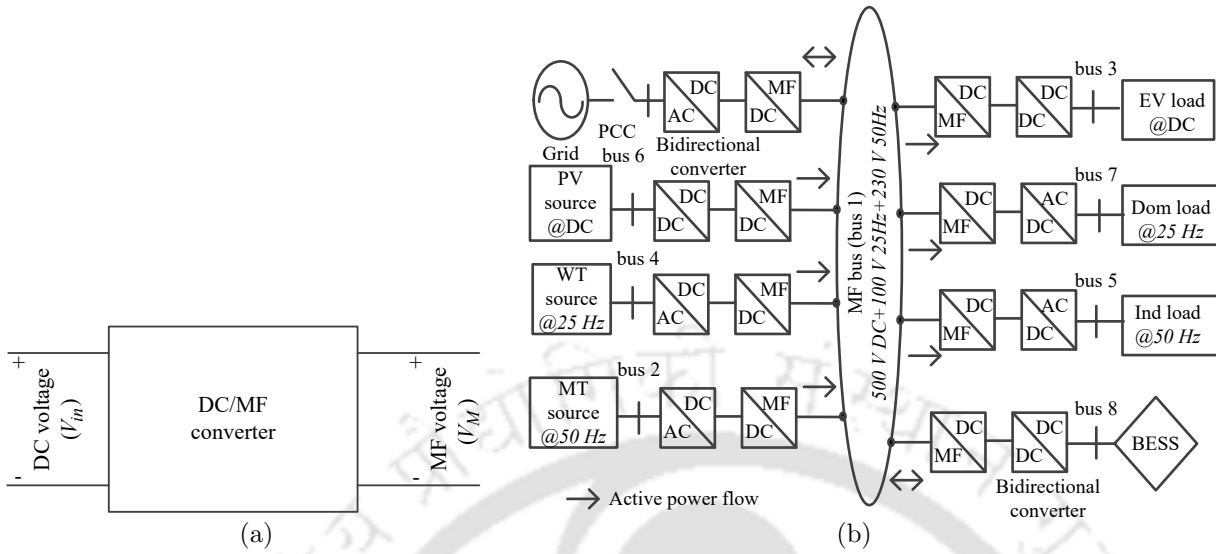 +
DC voltage
(V_in)
-
DC/MF
converter
+
MF voltage
(V_M)
-
(a)
Grid
PCC
DC
AC
MF
DC
Bidirectional
converter
bus 6
PV
source
@DC
DC
DC
MF
DC
bus 4
WT
source
@25 Hz
DC
AC
MF
DC
bus 2
MT
source
@50 Hz
DC
AC
MF
DC
Active power flow
MF bus (bus 1)
500 V DC+100 V 25Hz+230 V 50Hz
bus 3
DC
MF
DC
DC
EV load
@DC
bus 7
DC
MF
AC
DC
Dom load
@25 Hz
bus 5
DC
MF
AC
DC
Ind load
@50 Hz
bus 8
DC
MF
DC
DC
BESS
Bidirectional
converter
(b)